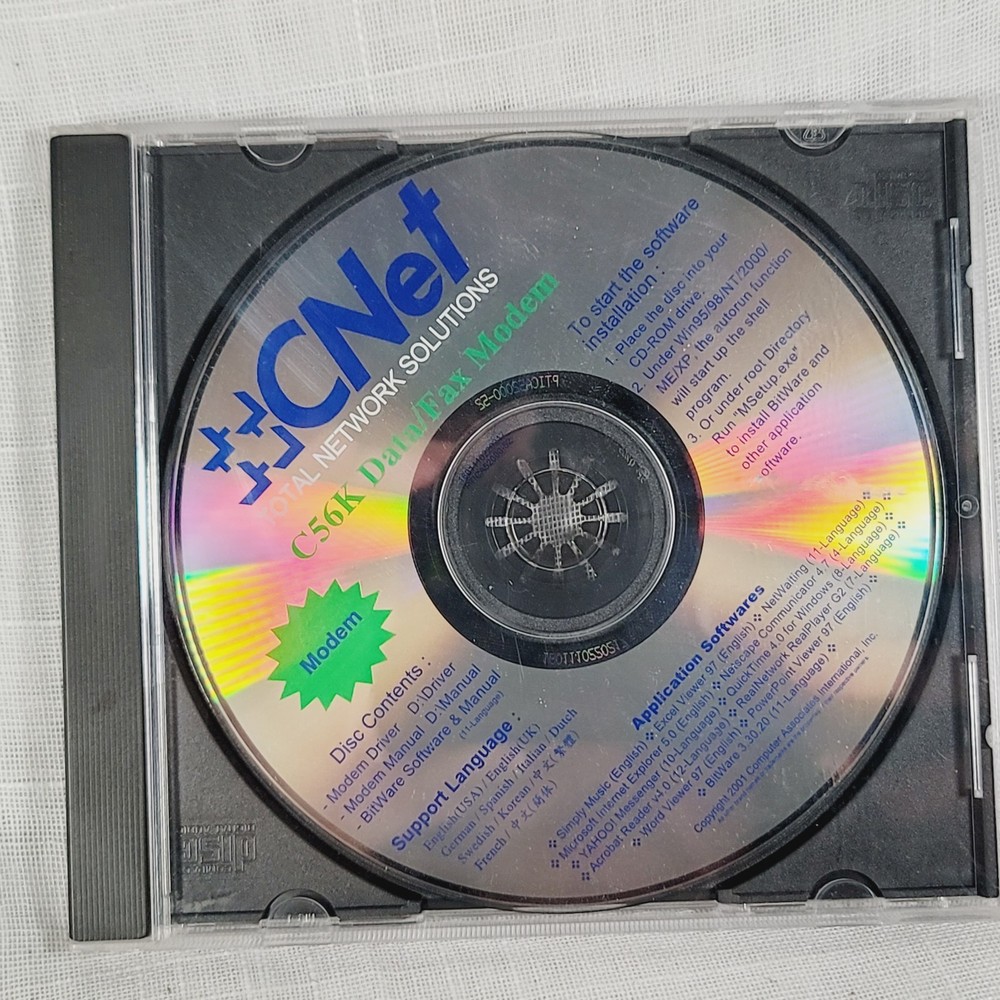 CNet
TOTAL NETWORK SOLUTIONS
C56K Data/Fax Modem
To start the software
installation :
1. Place the disc into your
CD-ROM drive.
2. Under Win95/98/NT/2000/
ME/XP, the autorun function
will start up the shell
program.
3. Or under root Directory
Run "MSetup.exe"
to install BitWare and
other application
oftware.
Modem
Disc Contents :
- Modem Driver D:\Driver
- Modem Manual D:\Manual
- BitWare Software & Manual
(11-Language)
Support Language :
English(USA) / English(UK)
German / Spanish / Italian / Dutch
Swedish / Korean / 中文(繁體)
French / 中文(简体)
Application Softwares
Simply Music (English) Excel Viewer 97 (English) NetWaiting (11-Language)
Microsoft Internet Explorer 5.0 (English) Netscape Communicator 4.7 (4-Language)
YAHOO! Messenger (10-Language) QuickTime 4.0 for Windows (8-Language)
Acrobat Reader v4.0 (12-Language) RealNetwork RealPlayer G2 (7-Language)
Word Viewer 97 (English) PowerPoint Viewer 97 (English)
BitWare 3.30.20 (11-Language)
Copyright 2001 Computer Associates International, Inc.